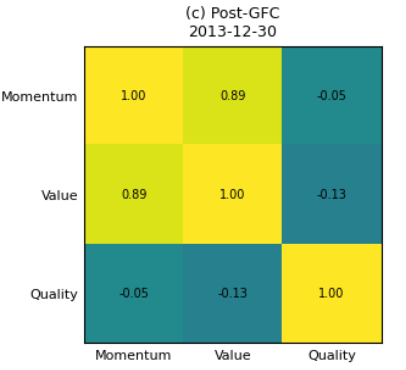 (c) Post-GFC
2013-12-30
Momentum 1.00 0.89 -0.05
Value 0.89 1.00 -0.13
Quality -0.05 -0.13 1.00
Momentum Value Quality